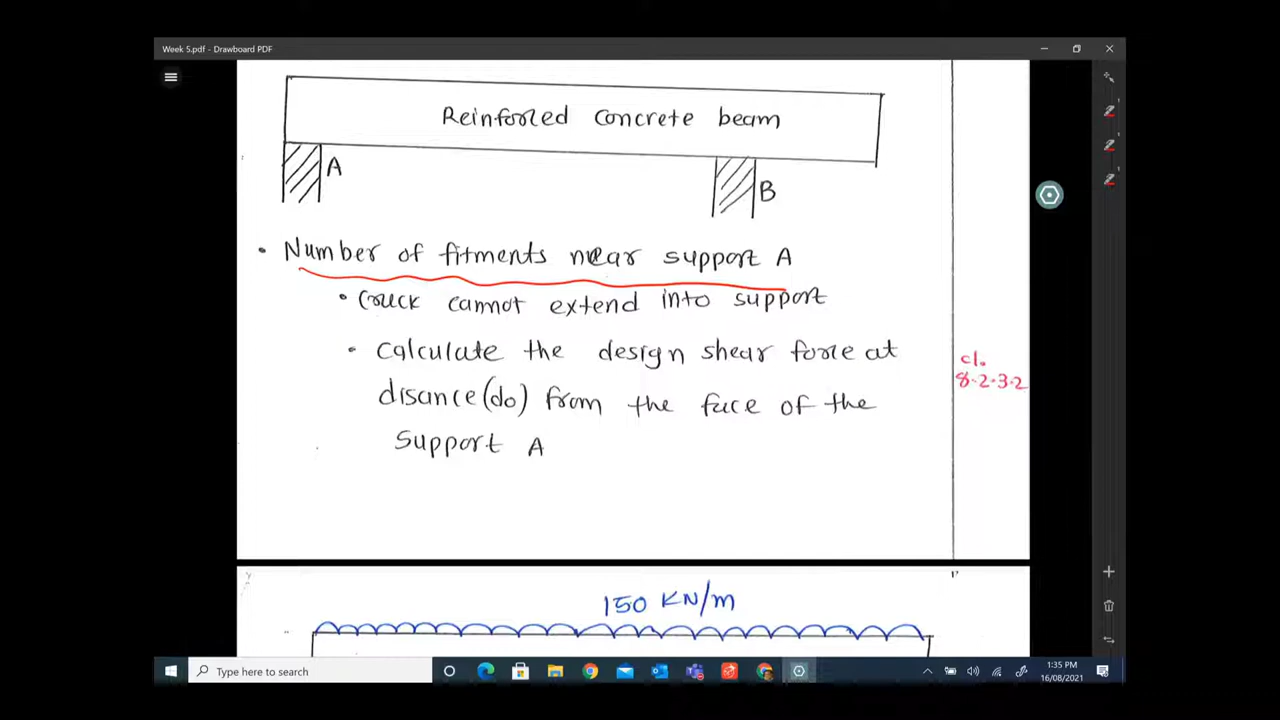 Week 5.pdf - Drawboard PDF
Reinforced concrete beam
A
B
• Number of fitments near support A
• Crack cannot extend into support
• Calculate the design shear force at
disance (do) from the face of the
support A
cl.
8.2.3.2
17
150 KN/m
Type here to search
1:35 PM
16/08/2021